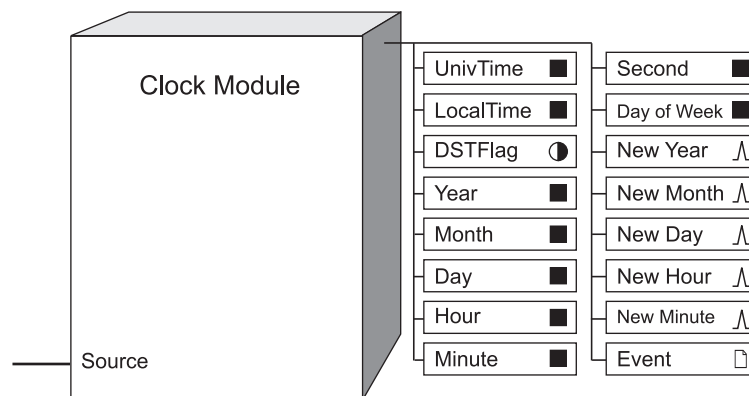 Clock Module
Source
UnivTime
LocalTime
DSTFlag
Year
Month
Day
Hour
Minute
Second
Day of Week
New Year
New Month
New Day
New Hour
New Minute
Event